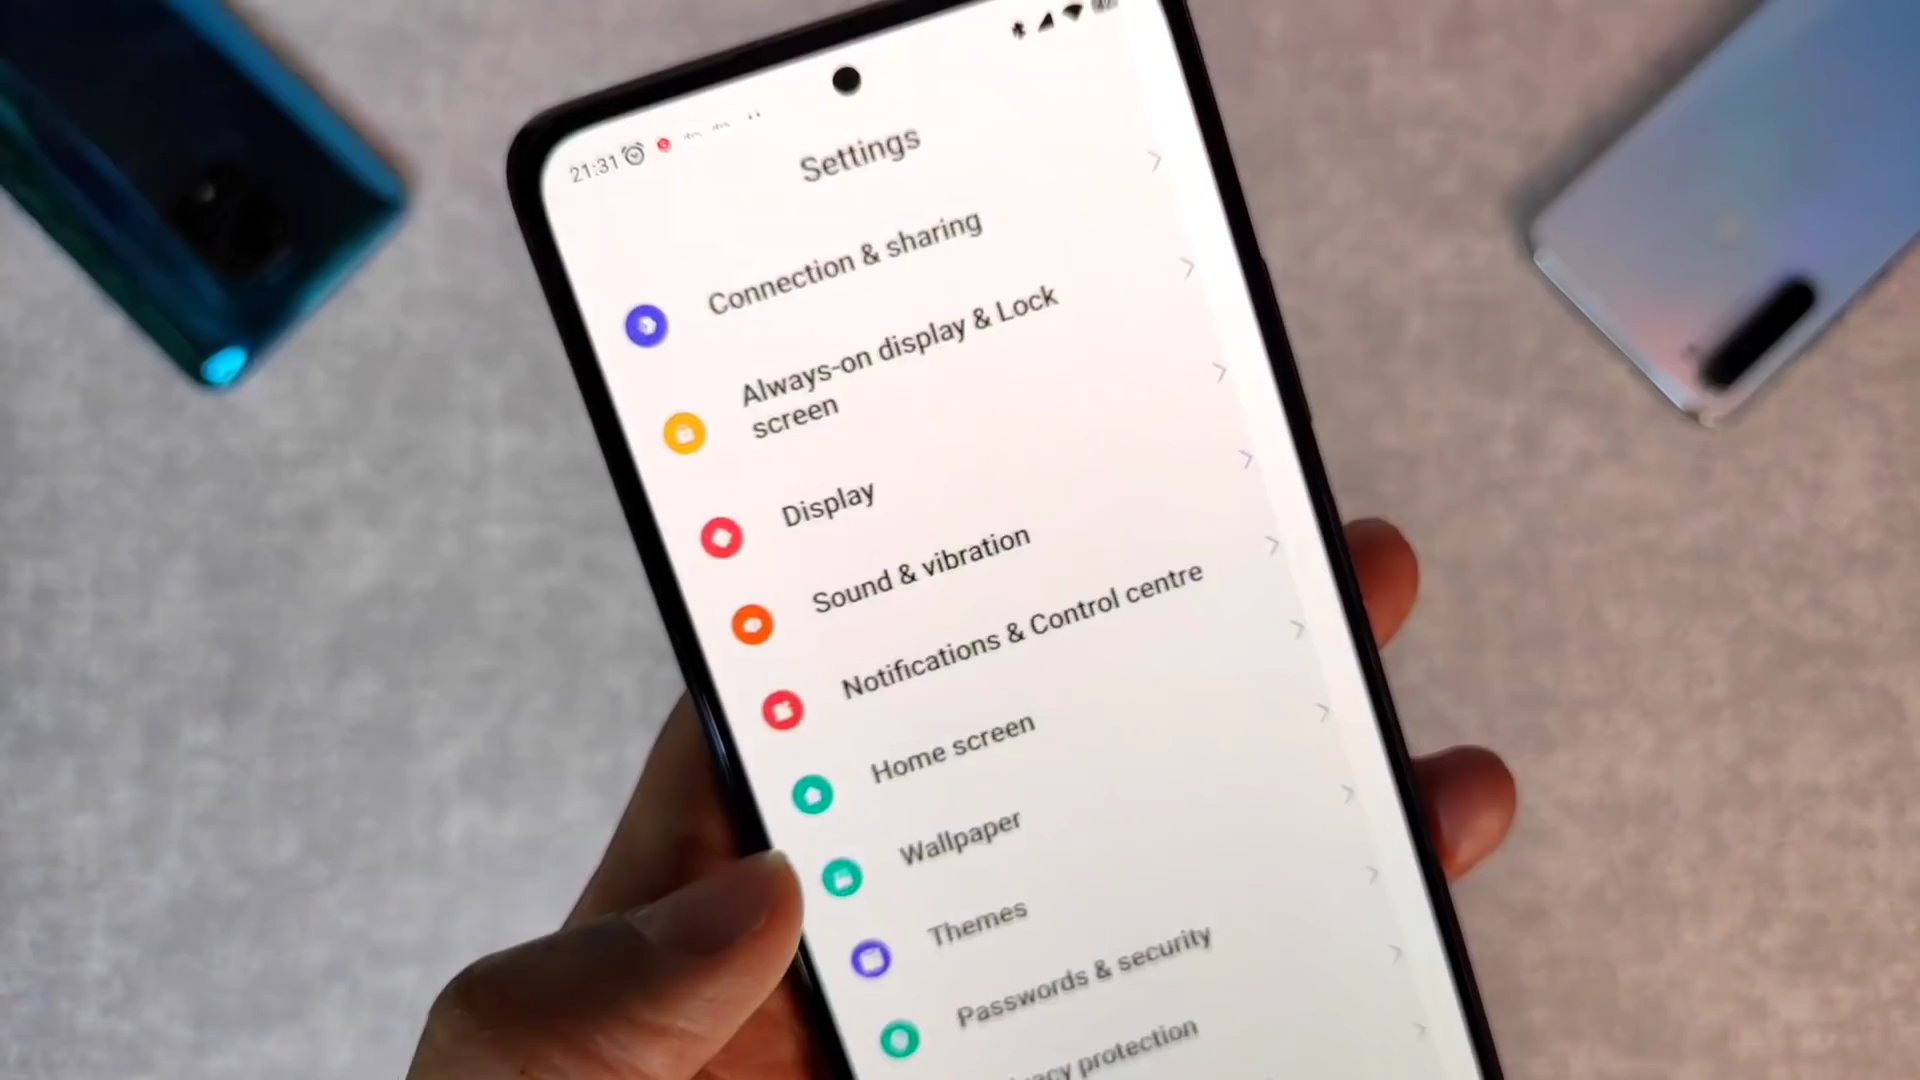 21:31
Settings
Connection & sharing
Always-on display & Lock
screen
Display
Sound & vibration
Notifications & Control centre
Home screen
Wallpaper
Themes
Passwords & security
protection